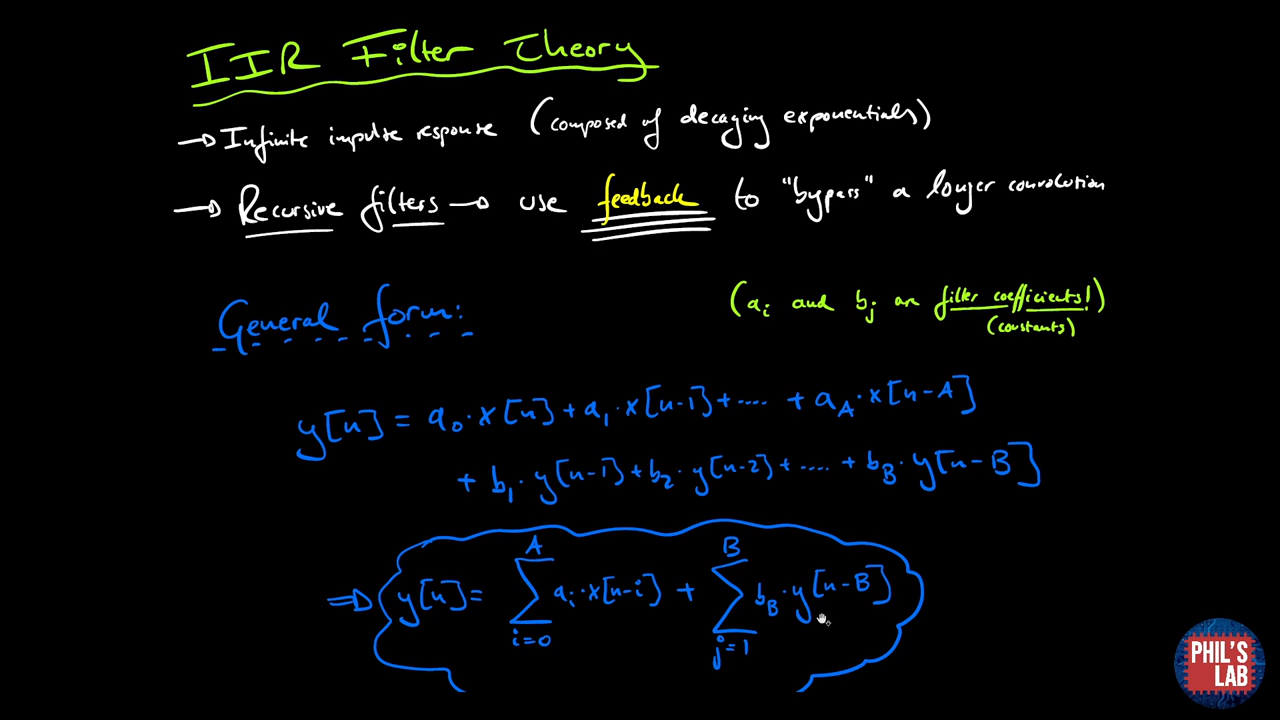 IIR Filter Theory
→ Infinite impulse response (composed of decaying exponentials)
→ Recursive filters → use feedback to "bypass" a longer convolution
General form:
(aᵢ and bⱼ are filter coefficients!)
(constants)
y[n] = a₀·x[n] + a₁·x[n-1] + .... + a_A·x[n-A]
+ b₁·y[n-1] + b₂·y[n-2] + .... + b_B·y[n-B]
⇒ y[n] = ∑_{i=0}^{A} aᵢ·x[n-i] + ∑_{j=1}^{B} b_B·y[n-B]
PHIL'S
LAB